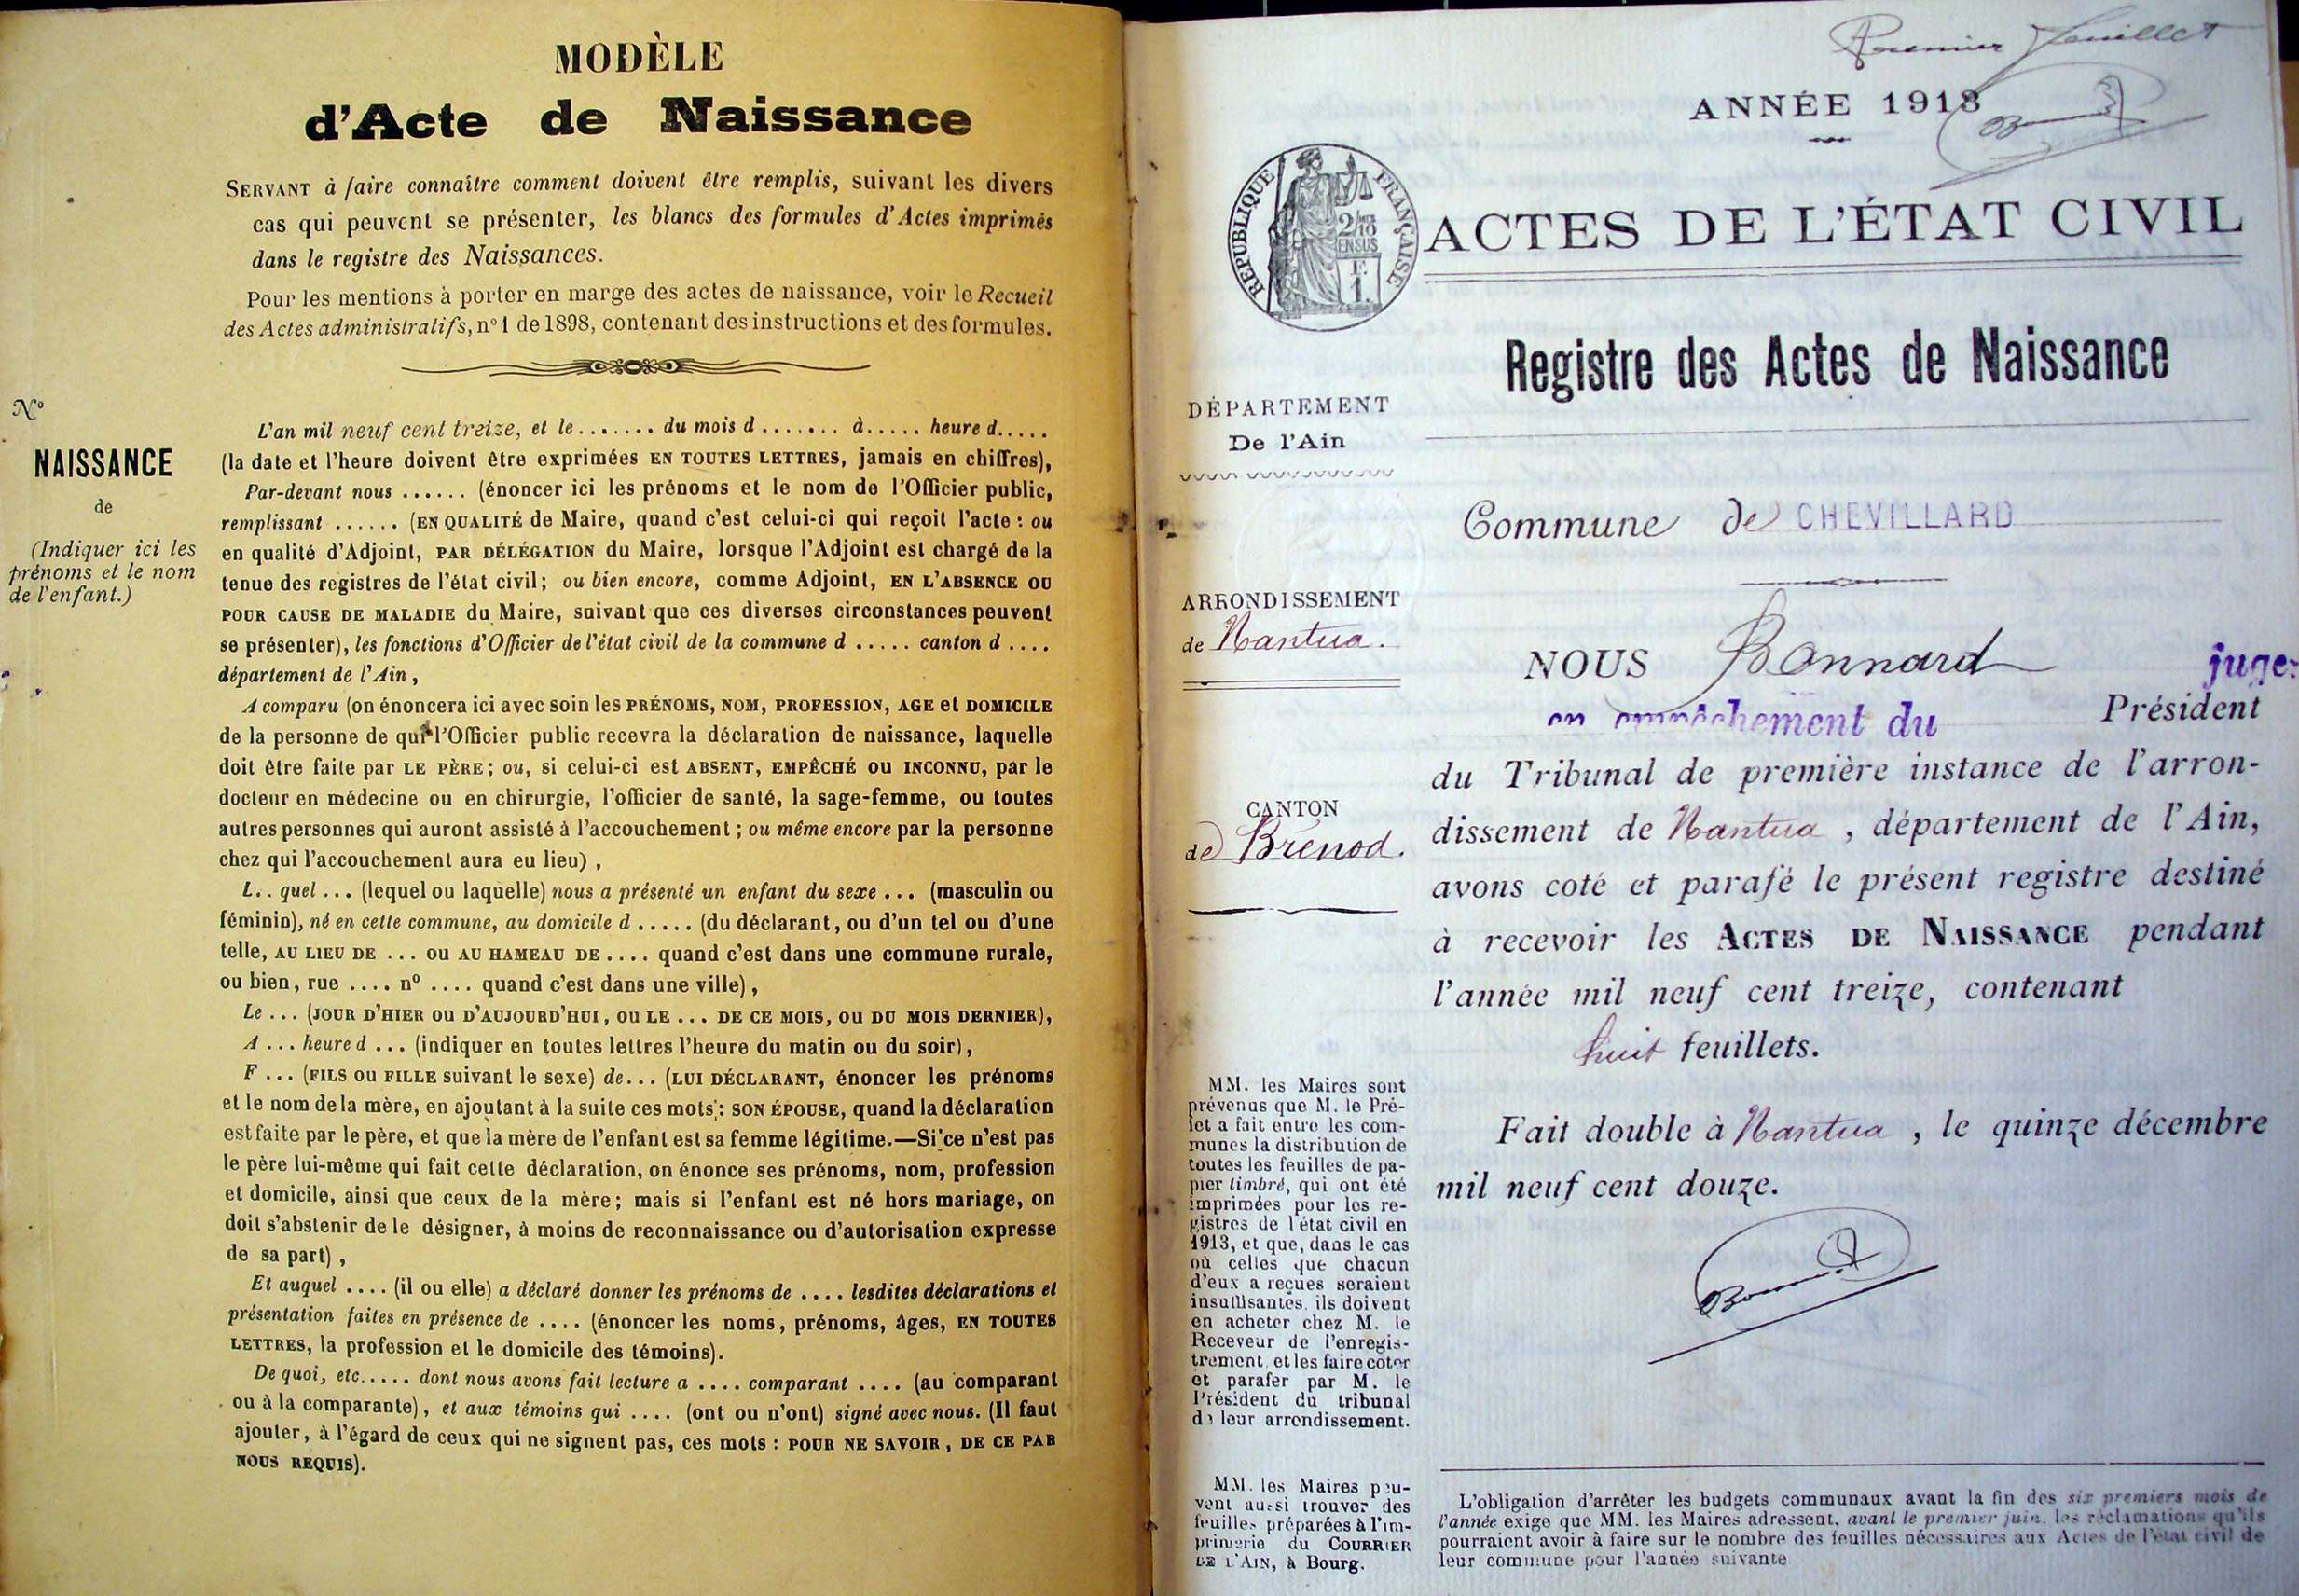 MODÈLE
d'Acte de Naissance
SERVANT à faire connaître comment doivent être remplis, suivant les divers
cas qui peuvent se présenter, les blancs des formules d'Actes imprimés
dans le registre des Naissances.
Pour les mentions à porter en marge des actes de naissance, voir le Recueil
des Actes administratifs, n° 1 de 1898, contenant des instructions et des formules.
N°
NAISSANCE
de
(Indiquer ici les
prénoms et le nom
de l'enfant.)
L'an mil neuf cent treize, et le ....... du mois d ....... à ..... heure d .....
(la date et l'heure doivent être exprimées EN TOUTES LETTRES, jamais en chiffres),
Par-devant nous ...... (énoncer ici les prénoms et le nom de l'Officier public,
remplissant ...... (EN QUALITÉ de Maire, quand c'est celui-ci qui reçoit l'acte : ou
en qualité d'Adjoint, PAR DÉLÉGATION du Maire, lorsque l'Adjoint est chargé de la
tenue des registres de l'état civil; ou bien encore, comme Adjoint, EN L'ABSENCE OU
POUR CAUSE DE MALADIE du Maire, suivant que ces diverses circonstances peuvent
se présenter), les fonctions d'Officier de l'état civil de la commune d ..... canton d ....
département de l'Ain,
A comparu (on énoncera ici avec soin les PRÉNOMS, NOM, PROFESSION, AGE et DOMICILE
de la personne de qui l'Officier public recevra la déclaration de naissance, laquelle
doit être faite par LE PÈRE; ou, si celui-ci est ABSENT, EMPÊCHÉ OU INCONNU, par le
docteur en médecine ou en chirurgie, l'officier de santé, la sage-femme, ou toutes
autres personnes qui auront assisté à l'accouchement; ou même encore par la personne
chez qui l'accouchement aura eu lieu),
L.. quel ... (lequel ou laquelle) nous a présenté un enfant du sexe ... (masculin ou
féminin), né en cette commune, au domicile d ..... (du déclarant, ou d'un tel ou d'une
telle, AU LIEU DE ... OU AU HAMEAU DE .... quand c'est dans une commune rurale,
ou bien, rue .... n° .... quand c'est dans une ville),
Le ... (JOUR D'HIER OU D'AUJOURD'HUI, OU LE ... DE CE MOIS, OU DU MOIS DERNIER),
A ... heure d ... (indiquer en toutes lettres l'heure du matin ou du soir),
F ... (FILS OU FILLE suivant le sexe) de ... (LUI DÉCLARANT, énoncer les prénoms
et le nom de la mère, en ajoutant à la suite ces mots : SON ÉPOUSE, quand la déclaration
est faite par le père, et que la mère de l'enfant est sa femme légitime.—Si ce n'est pas
le père lui-même qui fait cette déclaration, on énonce ses prénoms, nom, profession
et domicile, ainsi que ceux de la mère; mais si l'enfant est né hors mariage, on
doit s'abstenir de le désigner, à moins de reconnaissance ou d'autorisation expresse
de sa part),
Et auquel .... (il ou elle) a déclaré donner les prénoms de .... lesdites déclarations et
présentation faites en présence de .... (énoncer les noms, prénoms, âges, EN TOUTES
LETTRES, la profession et le domicile des témoins).
De quoi, etc..... dont nous avons fait lecture a .... comparant .... (au comparant
ou à la comparante), et aux témoins qui .... (ont ou n'ont) signé avec nous. (Il faut
ajouter, à l'égard de ceux qui ne signent pas, ces mots : POUR NE SAVOIR, DE CE PAR
NOUS REQUIS).
Premier feuillet
ANNÉE 1913
RÉPUBLIQUE FRANÇAISE
2/10
EN SUS
F.
1.
ACTES DE L'ÉTAT CIVIL
Registre des Actes de Naissance
DÉPARTEMENT
De l'Ain
Commune de CHEVILLARD
ARRONDISSEMENT
de Nantua.
NOUS Bonnard juge
en empêchement du Président
du Tribunal de première instance de l'arron-
CANTON
de Brénod.
dissement de Nantua, département de l'Ain,
avons coté et parafé le présent registre destiné
à recevoir les ACTES DE NAISSANCE pendant
l'année mil neuf cent treize, contenant
huit feuillets.
Fait double à Nantua, le quinze décembre
mil neuf cent douze.
Bonnard
MM. les Maires sont
prévenus que M. le Pré-
fet a fait entre les com-
munes la distribution de
toutes les feuilles de pa-
pier timbré, qui ont été
imprimées pour les re-
gistres de l'état civil en
1913, et que, dans le cas
où celles que chacun
d'eux a reçues seraient
insuffisantes, ils doivent
en acheter chez M. le
Receveur de l'enregis-
trement, et les faire coter
et parafer par M. le
Président du tribunal
de leur arrondissement.
MM. les Maires peu-
vent aussi trouver des
feuilles préparées à l'im-
primerie du COURRIER
DE L'AIN, à Bourg.
L'obligation d'arrêter les budgets communaux avant la fin des six premiers mois de
l'année exige que MM. les Maires adressent, avant le premier juin, les réclamations qu'ils
pourraient avoir à faire sur le nombre des feuilles nécessaires aux Actes de l'état civil de
leur commune pour l'année suivante